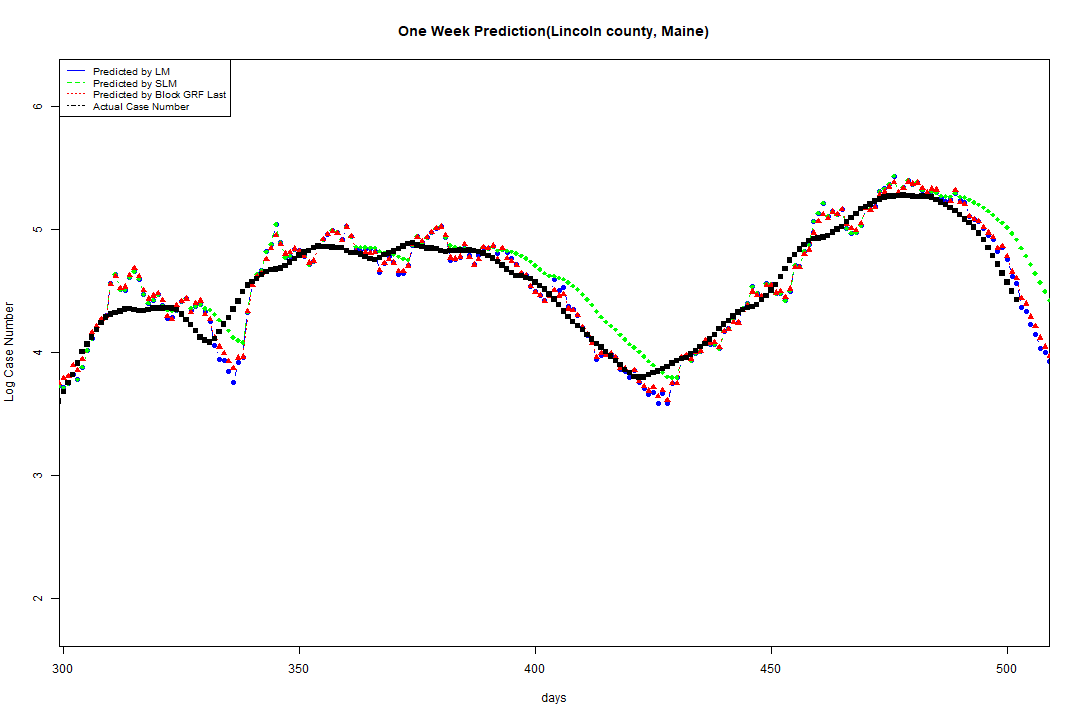 One Week Prediction(Lincoln county, Maine)
Predicted by LM
Predicted by SLM
Predicted by Block GRF Last
Actual Case Number
6
5
4
3
2
Log Case Number
300 350 400 450 500
days